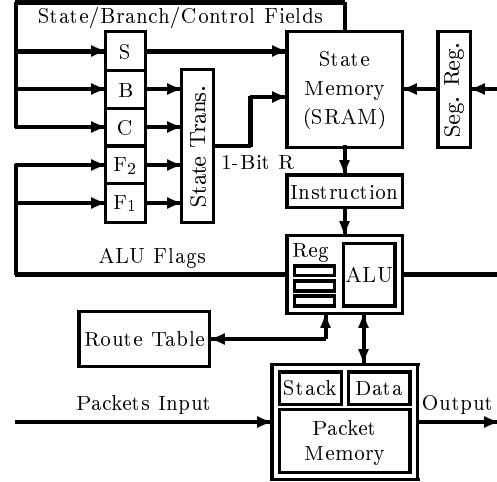 State/Branch/Control Fields
S
B
C
F₂
F₁
State Trans.
1-Bit R
State
Memory
(SRAM)
Seg. Reg.
Instruction
ALU Flags
Reg
ALU
Route Table
Packets Input
Stack
Data
Packet
Memory
Output